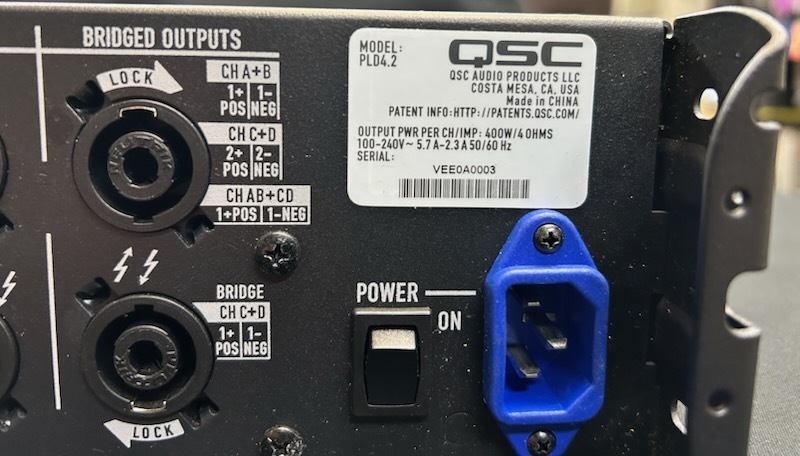 BRIDGED OUTPUTS
LOCK
CH A+B
1+ 1-
POS NEG
CH C+D
2+ 2-
POS NEG
CH AB+CD
1+POS 1-NEG
BRIDGE
CH C+D
1+ 1-
POS NEG
LOCK
MODEL:
PLD4.2
QSC
QSC AUDIO PRODUCTS LLC
COSTA MESA, CA, USA
Made in CHINA
PATENT INFO:HTTP://PATENTS.QSC.COM/
OUTPUT PWR PER CH/IMP: 400W/4 OHMS
100-240V~ 5.7 A-2.3 A 50/60 Hz
SERIAL:
VEE0A0003
POWER
ON